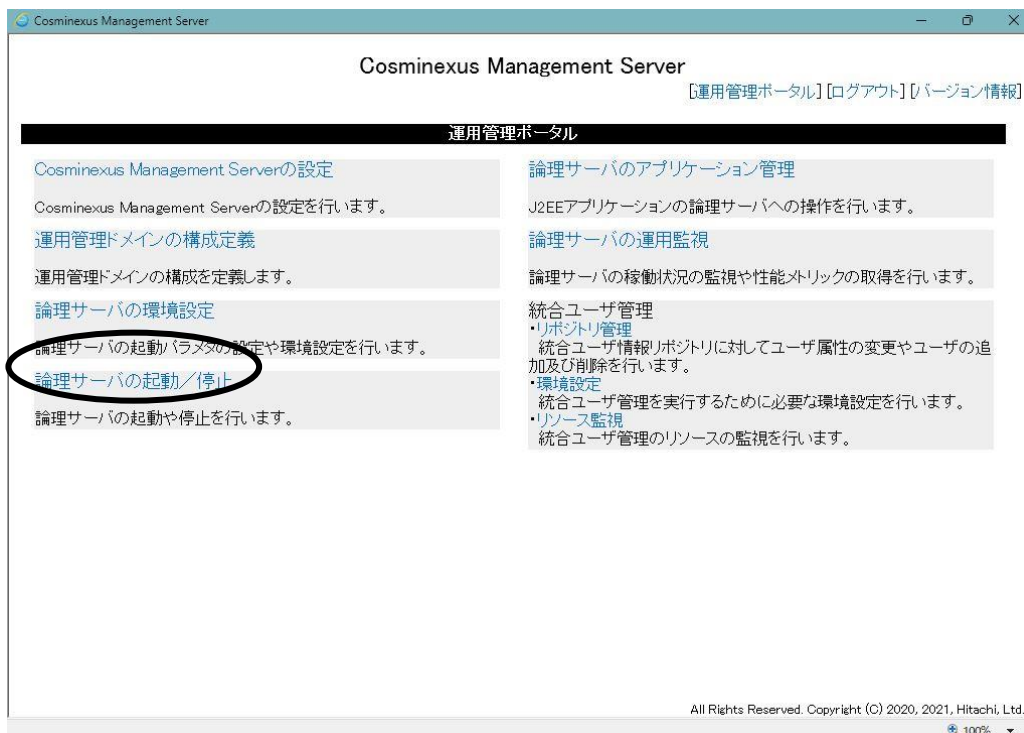 Cosminexus Management Server
Cosminexus Management Server
[運用管理ポータル] [ログアウト] [バージョン情報]
運用管理ポータル
Cosminexus Management Serverの設定
Cosminexus Management Serverの設定を行います。
運用管理ドメインの構成定義
運用管理ドメインの構成を定義します。
論理サーバの環境設定
論理サーバの起動パラメタの設定や環境設定を行います。
論理サーバの起動／停止
論理サーバの起動や停止を行います。
論理サーバのアプリケーション管理
J2EEアプリケーションの論理サーバへの操作を行います。
論理サーバの運用監視
論理サーバの稼働状況の監視や性能メトリックの取得を行います。
統合ユーザ管理
・リポジトリ管理
統合ユーザ情報リポジトリに対してユーザ属性の変更やユーザの追
加及び削除を行います。
・環境設定
統合ユーザ管理を実行するために必要な環境設定を行います。
・リソース監視
統合ユーザ管理のリソースの監視を行います。
All Rights Reserved. Copyright (C) 2020, 2021, Hitachi, Ltd.
100%